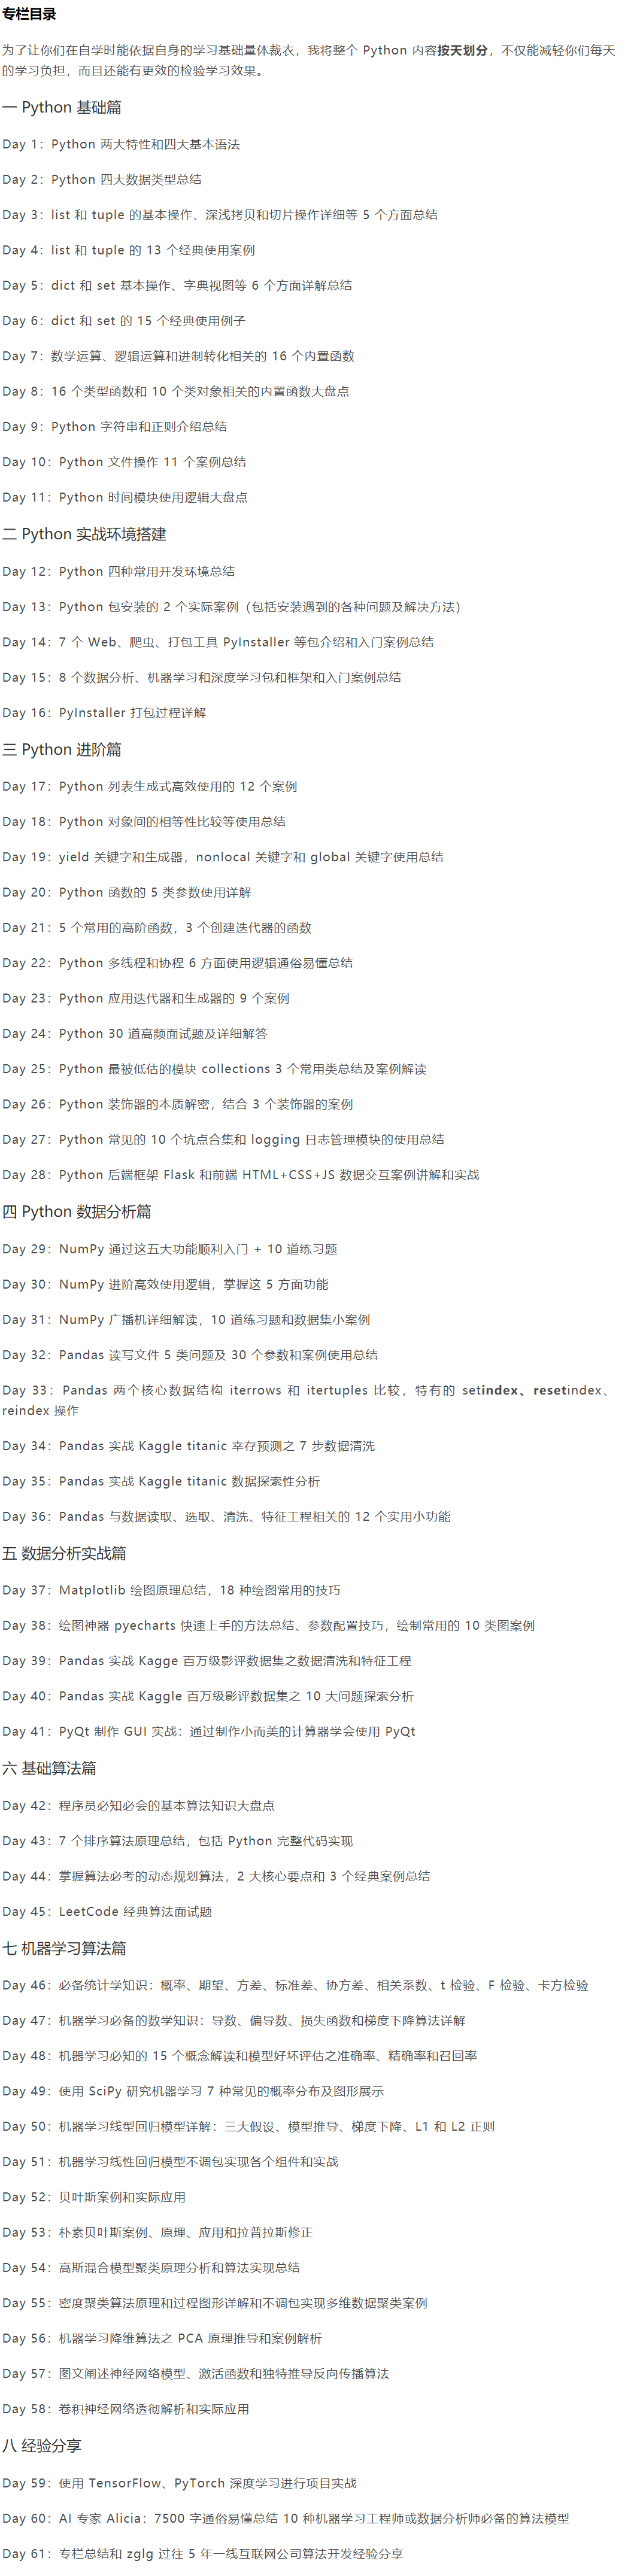 专栏目录
为了让你们在自学时能依据自身的学习基础量体裁衣，我将整个 Python 内容按天划分，不仅能减轻你们每天
的学习负担，而且还能有更效的检验学习效果。
一 Python 基础篇
Day 1：Python 两大特性和四大基本语法
Day 2：Python 四大数据类型总结
Day 3：list 和 tuple 的基本操作、深浅拷贝和切片操作详细等 5 个方面总结
Day 4：list 和 tuple 的 13 个经典使用案例
Day 5：dict 和 set 基本操作、字典视图等 6 个方面详解总结
Day 6：dict 和 set 的 15 个经典使用例子
Day 7：数学运算、逻辑运算和进制转化相关的 16 个内置函数
Day 8：16 个类型函数和 10 个类对象相关的内置函数大盘点
Day 9：Python 字符串和正则介绍总结
Day 10：Python 文件操作 11 个案例总结
Day 11：Python 时间模块使用逻辑大盘点
二 Python 实战环境搭建
Day 12：Python 四种常用开发环境总结
Day 13：Python 包安装的 2 个实际案例（包括安装遇到的各种问题及解决方法）
Day 14：7 个 Web、爬虫、打包工具 PyInstaller 等包介绍和入门案例总结
Day 15：8 个数据分析、机器学习和深度学习包和框架和入门案例总结
Day 16：PyInstaller 打包过程详解
三 Python 进阶篇
Day 17：Python 列表生成式高效使用的 12 个案例
Day 18：Python 对象间的相等性比较等使用总结
Day 19：yield 关键字和生成器，nonlocal 关键字和 global 关键字使用总结
Day 20：Python 函数的 5 类参数使用详解
Day 21：5 个常用的高阶函数，3 个创建迭代器的函数
Day 22：Python 多线程和协程 6 方面使用逻辑通俗易懂总结
Day 23：Python 应用迭代器和生成器的 9 个案例
Day 24：Python 30 道高频面试题及详细解答
Day 25：Python 最被低估的模块 collections 3 个常用类总结及案例解读
Day 26：Python 装饰器的本质解密，结合 3 个装饰器的案例
Day 27：Python 常见的 10 个坑点合集和 logging 日志管理模块的使用总结
Day 28：Python 后端框架 Flask 和前端 HTML+CSS+JS 数据交互案例讲解和实战
四 Python 数据分析篇
Day 29：NumPy 通过这五大功能顺利入门 + 10 道练习题
Day 30：NumPy 进阶高效使用逻辑，掌握这 5 方面功能
Day 31：NumPy 广播机详细解读，10 道练习题和数据集小案例
Day 32：Pandas 读写文件 5 类问题及 30 个参数和案例使用总结
Day 33：Pandas 两个核心数据结构 iterrows 和 itertuples 比较，特有的 setindex、resetindex、
reindex 操作
Day 34：Pandas 实战 Kaggle titanic 幸存预测之 7 步数据清洗
Day 35：Pandas 实战 Kaggle titanic 数据探索性分析
Day 36：Pandas 与数据读取、选取、清洗、特征工程相关的 12 个实用小功能
五 数据分析实战篇
Day 37：Matplotlib 绘图原理总结，18 种绘图常用的技巧
Day 38：绘图神器 pyecharts 快速上手的方法总结、参数配置技巧，绘制常用的 10 类图案例
Day 39：Pandas 实战 Kagge 百万级影评数据集之数据清洗和特征工程
Day 40：Pandas 实战 Kaggle 百万级影评数据集之 10 大问题探索分析
Day 41：PyQt 制作 GUI 实战：通过制作小而美的计算器学会使用 PyQt
六 基础算法篇
Day 42：程序员必知必会的基本算法知识大盘点
Day 43：7 个排序算法原理总结，包括 Python 完整代码实现
Day 44：掌握算法必考的动态规划算法，2 大核心要点和 3 个经典案例总结
Day 45：LeetCode 经典算法面试题
七 机器学习算法篇
Day 46：必备统计学知识：概率、期望、方差、标准差、协方差、相关系数、t 检验、F 检验、卡方检验
Day 47：机器学习必备的数学知识：导数、偏导数、损失函数和梯度下降算法详解
Day 48：机器学习必知的 15 个概念解读和模型好坏评估之准确率、精确率和召回率
Day 49：使用 SciPy 研究机器学习 7 种常见的概率分布及图形展示
Day 50：机器学习线型回归模型详解：三大假设、模型推导、梯度下降、L1 和 L2 正则
Day 51：机器学习线性回归模型不调包实现各个组件和实战
Day 52：贝叶斯案例和实际应用
Day 53：朴素贝叶斯案例、原理、应用和拉普拉斯修正
Day 54：高斯混合模型聚类原理分析和算法实现总结
Day 55：密度聚类算法原理和过程图形详解和不调包实现多维数据聚类案例
Day 56：机器学习降维算法之 PCA 原理推导和案例解析
Day 57：图文阐述神经网络模型、激活函数和独特推导反向传播算法
Day 58：卷积神经网络透彻解析和实际应用
八 经验分享
Day 59：使用 TensorFlow、PyTorch 深度学习进行项目实战
Day 60：AI 专家 Alicia：7500 字通俗易懂总结 10 种机器学习工程师或数据分析师必备的算法模型
Day 61：专栏总结和 zglg 过往 5 年一线互联网公司算法开发经验分享